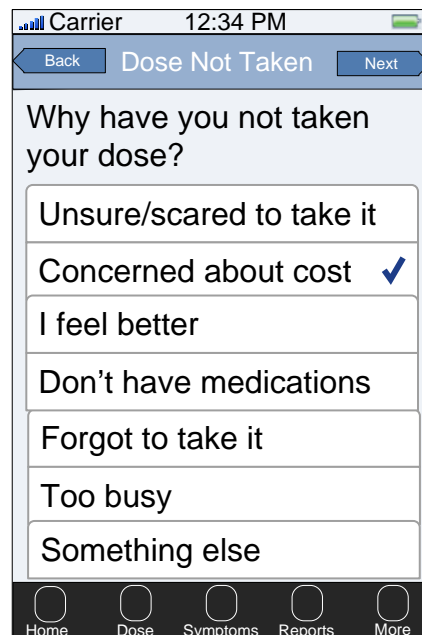 Carrier 12:34 PM
Back Dose Not Taken Next
Why have you not taken
your dose?
Unsure/scared to take it
Concerned about cost
I feel better
Don’t have medications
Forgot to take it
Too busy
Something else
Home Dose Symptoms Reports More